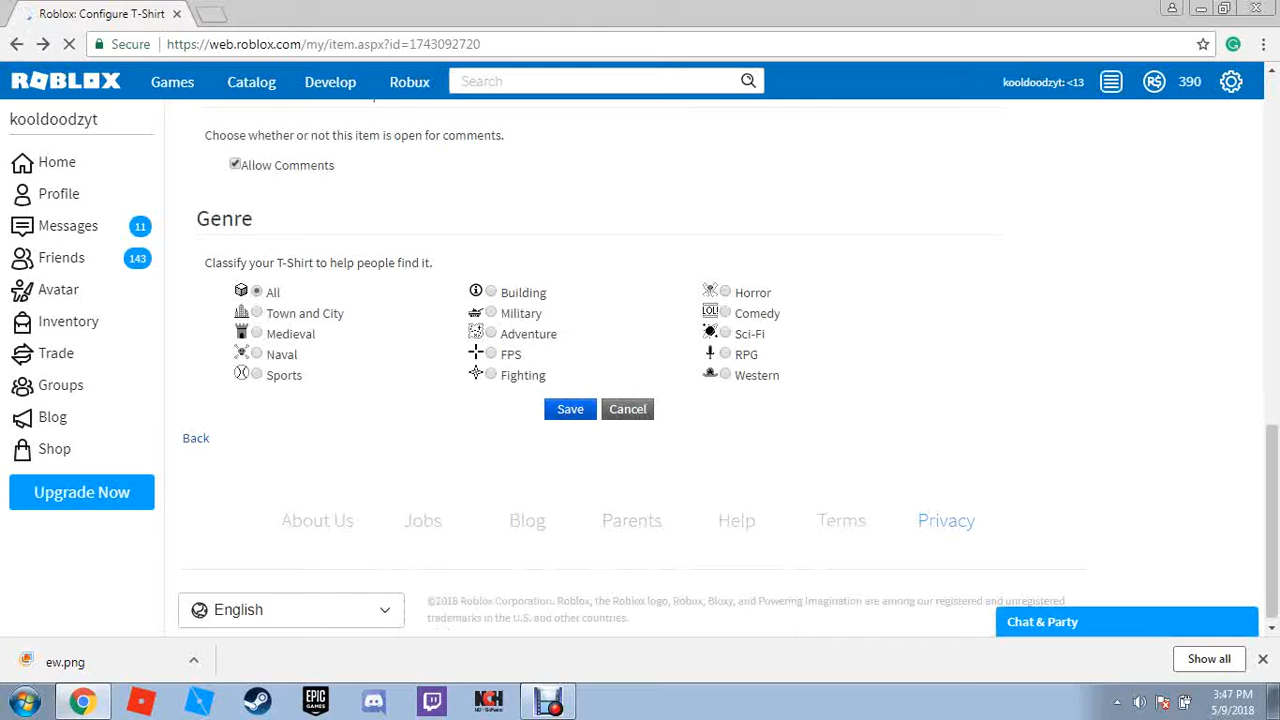 Roblox: Configure T-Shirt
Secure https://web.roblox.com/my/item.aspx?id=1743092720
ROBLOX Games Catalog Develop Robux Search kooldoodzyt: <13 R$ 390
kooldoodzyt
Home
Profile
Messages 11
Friends 143
Avatar
Inventory
Trade
Groups
Blog
Shop
Upgrade Now
Choose whether or not this item is open for comments.
Allow Comments
Genre
Classify your T-Shirt to help people find it.
All Building Horror
Town and City Military LOL Comedy
Medieval Adventure Sci-Fi
Naval FPS RPG
Sports Fighting Western
Save Cancel
Back
About Us Jobs Blog Parents Help Terms Privacy
English
©2018 Roblox Corporation. Roblox, the Roblox logo, Robux, Bloxy, and Powering Imagination are among our registered and unregistered
trademarks in the U.S. and other countries.
Chat & Party
ew.png Show all
EPIC GAMES NCH
3:47 PM
5/9/2018